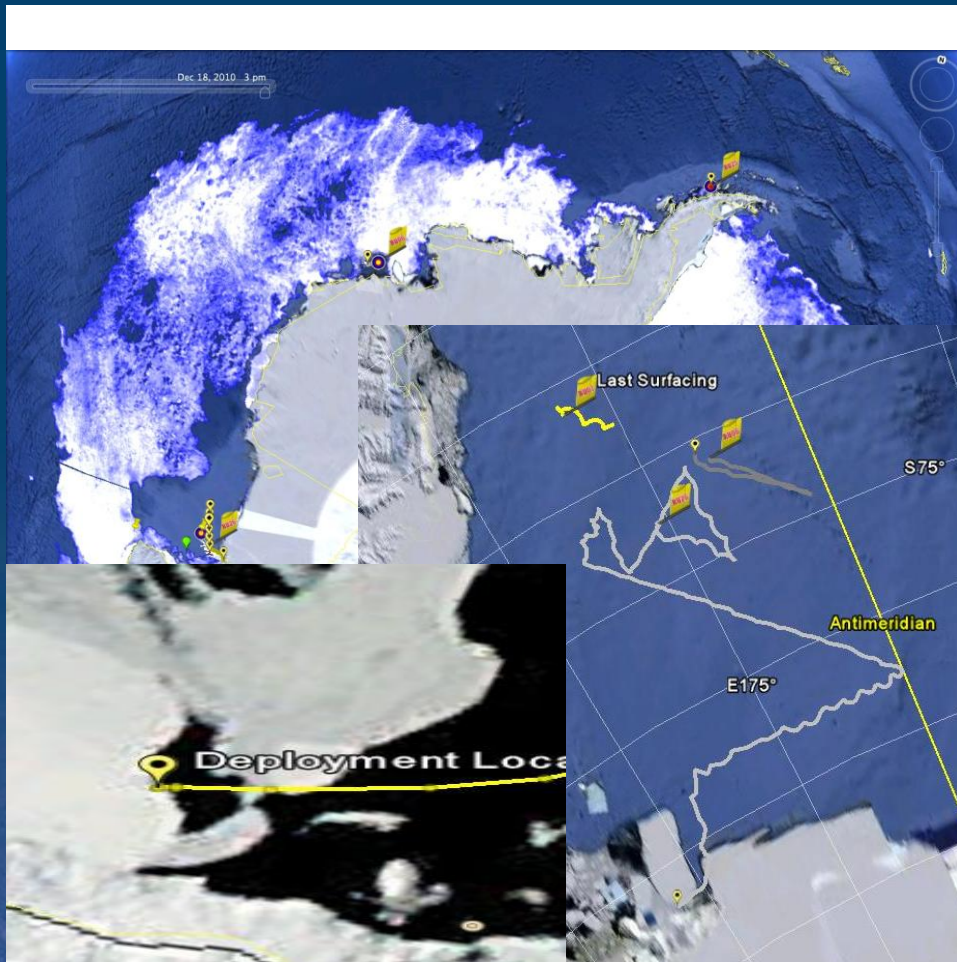 Dec 18, 2010 3 pm
N
Last Surfacing
S75°
Antimeridian
E175°
Deployment Loca